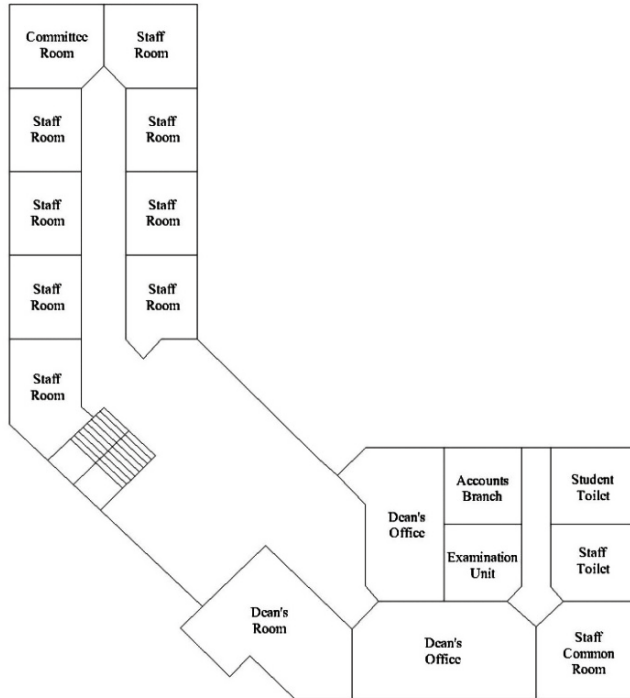 Committee
Room
Staff
Room
Staff
Room
Staff
Room
Staff
Room
Staff
Room
Staff
Room
Staff
Room
Staff
Room
Dean's
Office
Accounts
Branch
Student
Toilet
Examination
Unit
Staff
Toilet
Dean's
Room
Dean's
Office
Staff
Common
Room